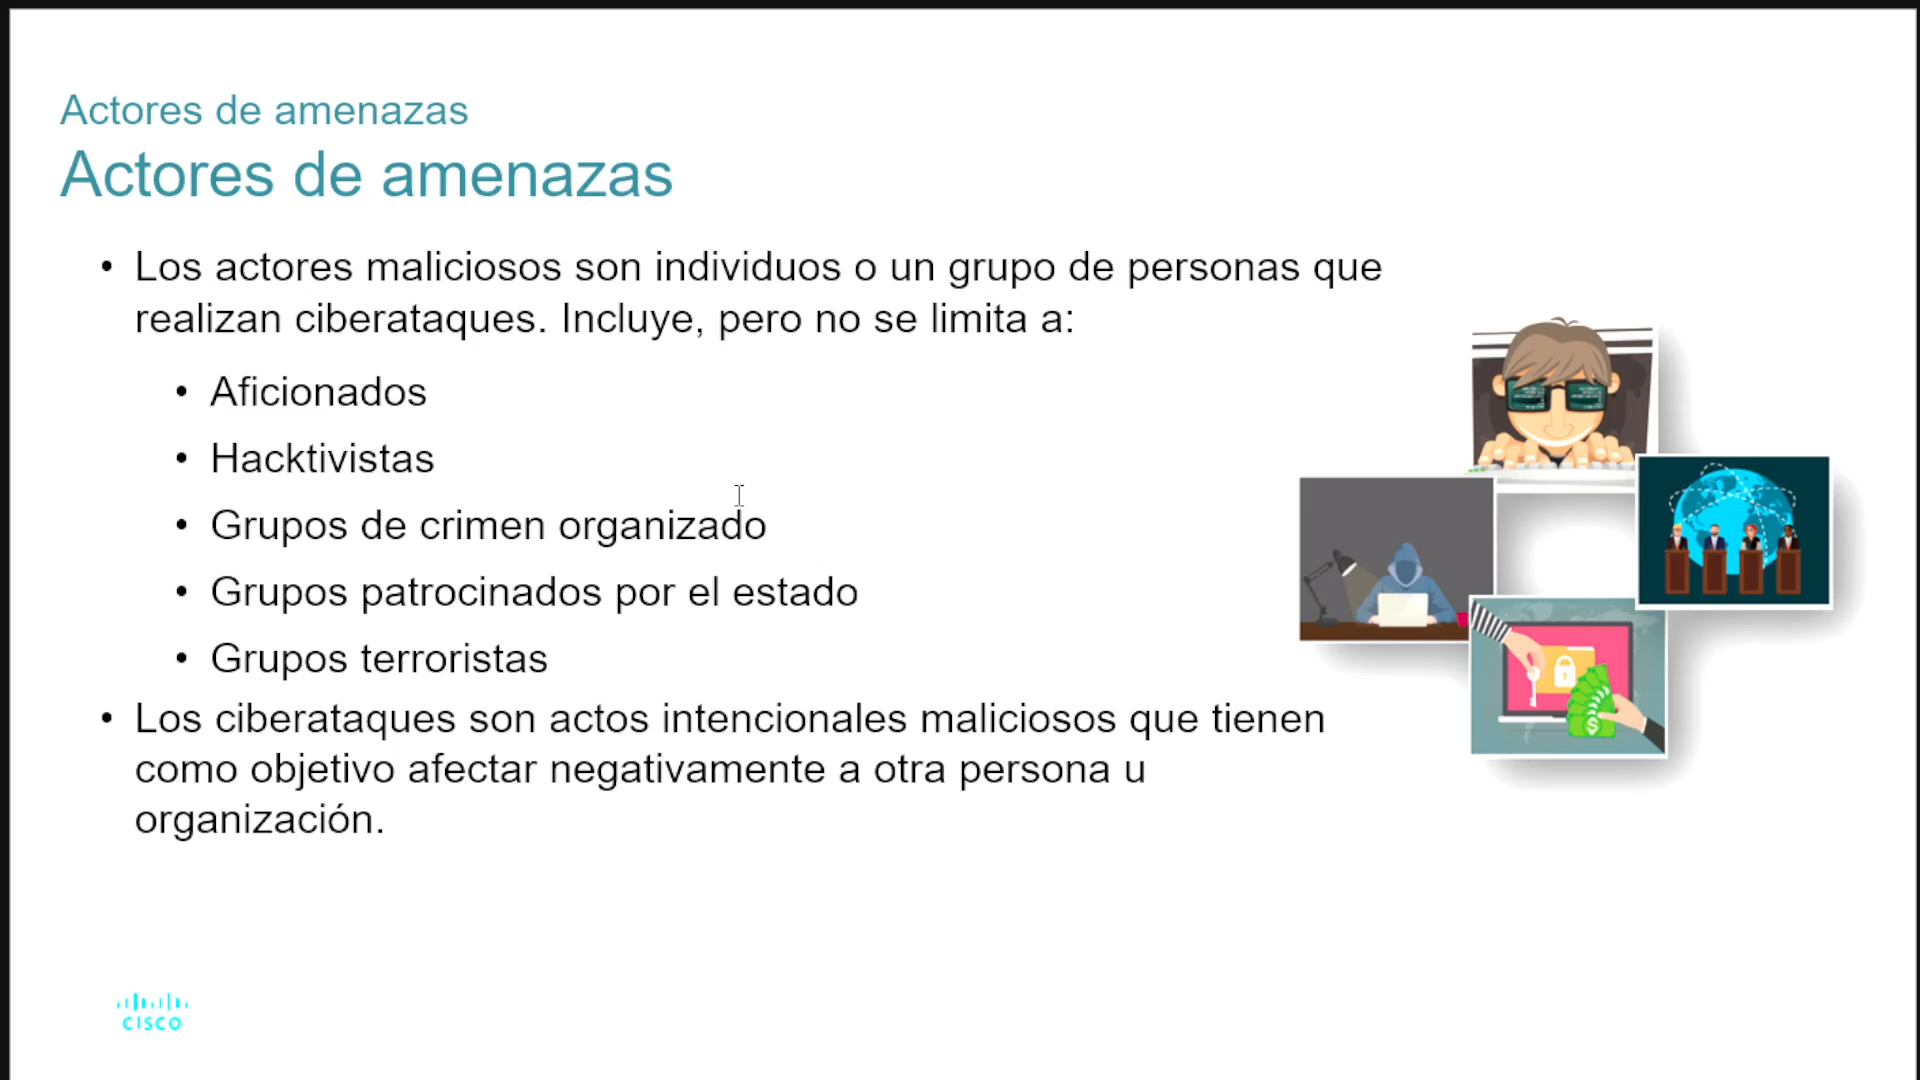 Actores de amenazas
Actores de amenazas
• Los actores maliciosos son individuos o un grupo de personas que
realizan ciberataques. Incluye, pero no se limita a:
• Aficionados
• Hacktivistas
• Grupos de crimen organizado
• Grupos patrocinados por el estado
• Grupos terroristas
• Los ciberataques son actos intencionales maliciosos que tienen
como objetivo afectar negativamente a otra persona u
organización.
CISCO